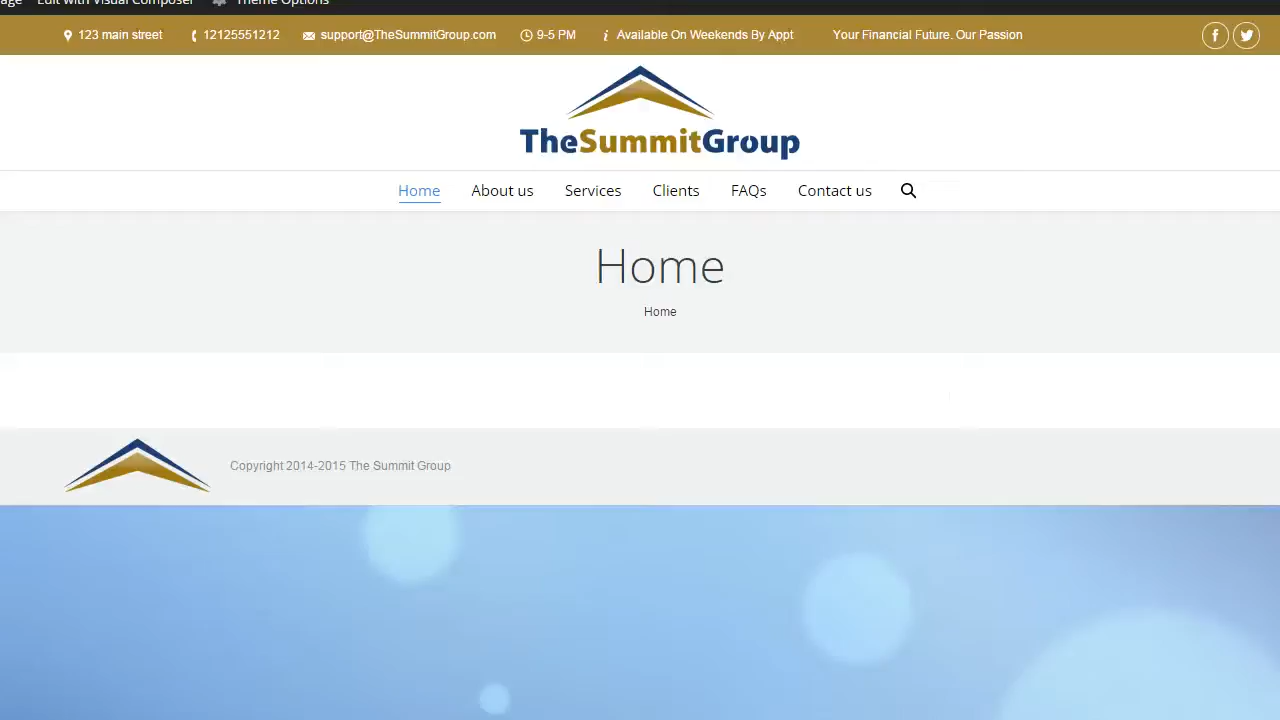 age Edit with Visual Composer Theme Options
123 main street 12125551212 support@TheSummitGroup.com 9-5 PM Available On Weekends By Appt Your Financial Future. Our Passion
TheSummitGroup
Home About us Services Clients FAQs Contact us
Home
Home
Copyright 2014-2015 The Summit Group